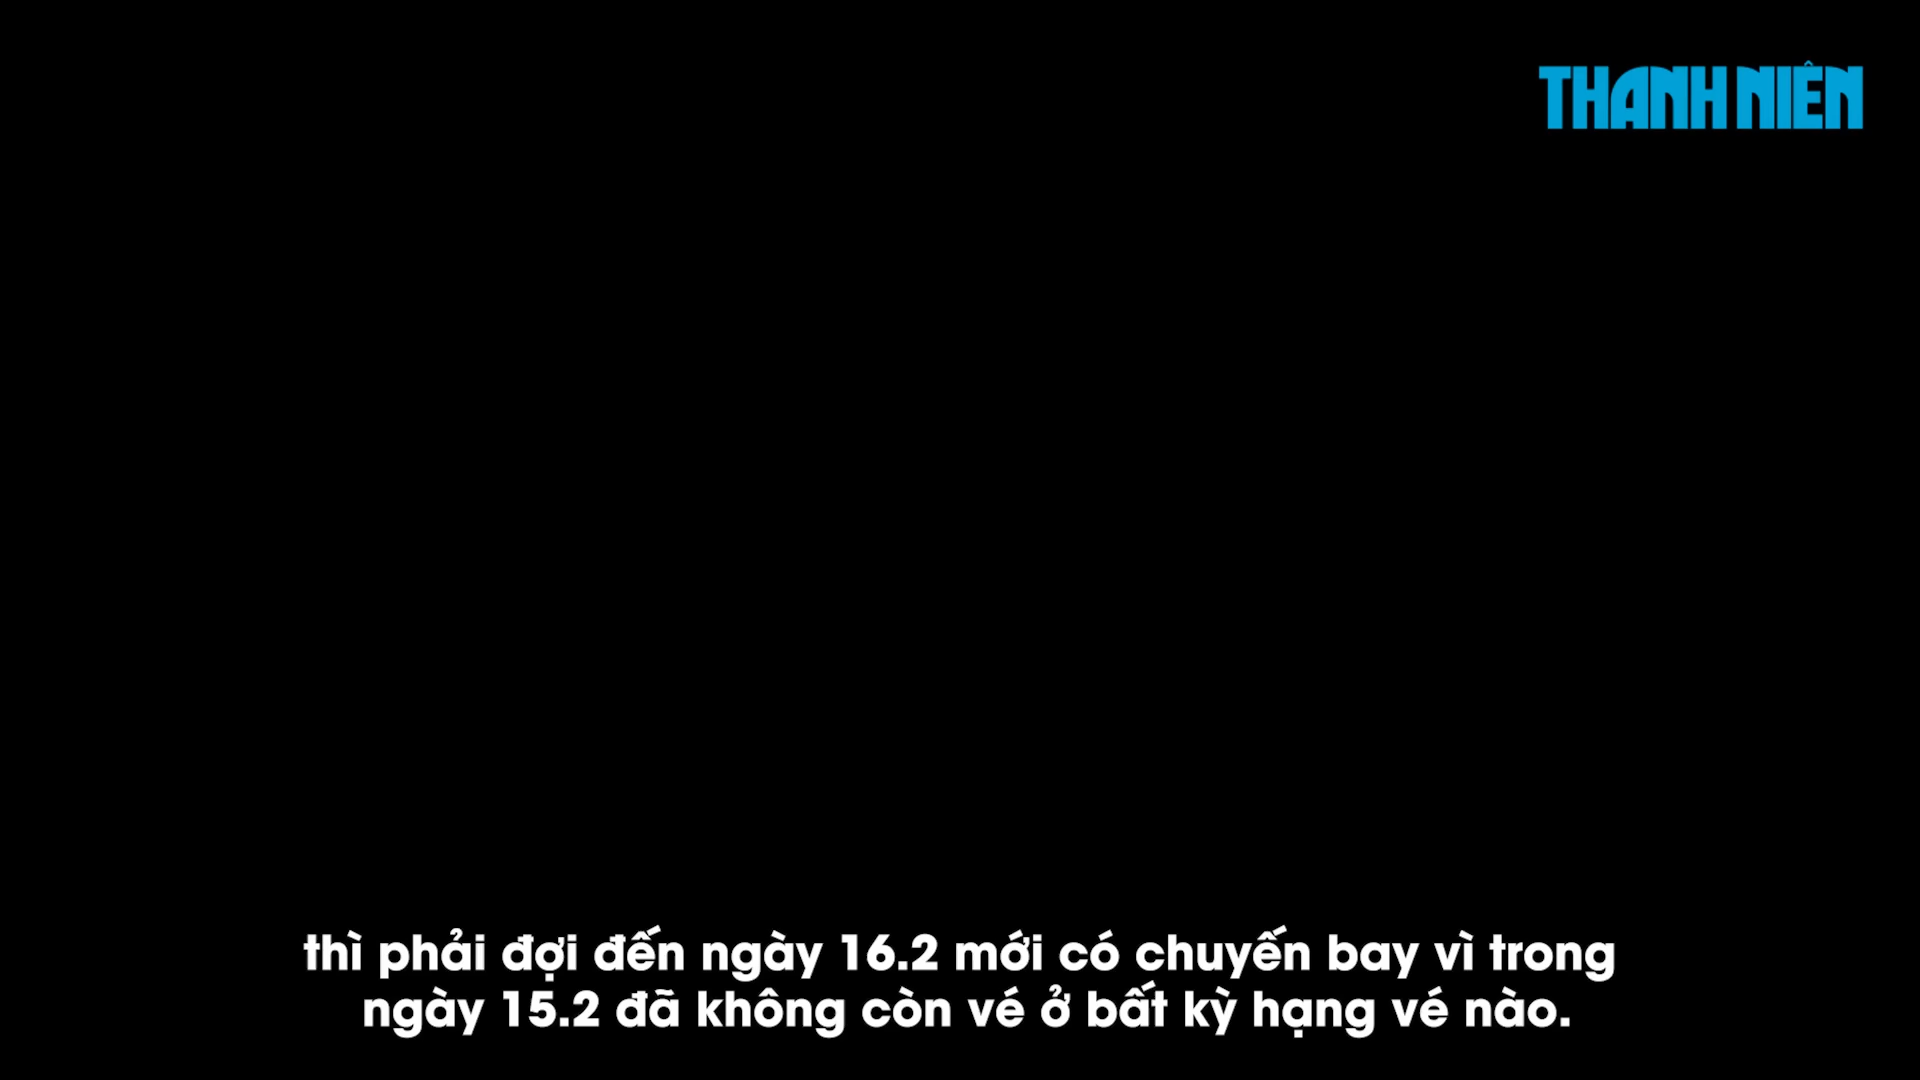 THANH NIÊN
thì phải đợi đến ngày 16.2 mới có chuyến bay vì trong
ngày 15.2 đã không còn vé ở bất kỳ hạng vé nào.